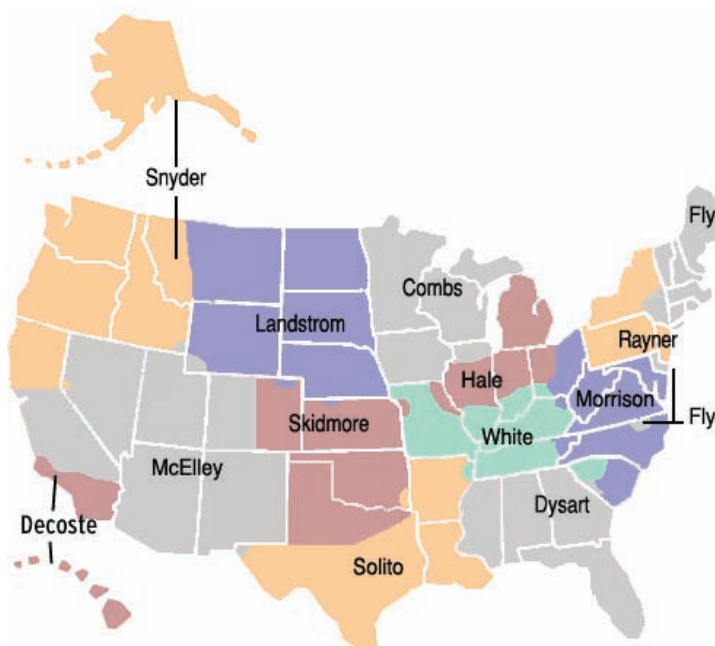 Snyder
Fly
Combs
Landstrom
Rayner
Hale
Morrison
Skidmore
Fly
White
McElley
Dysart
Decoste
Solito